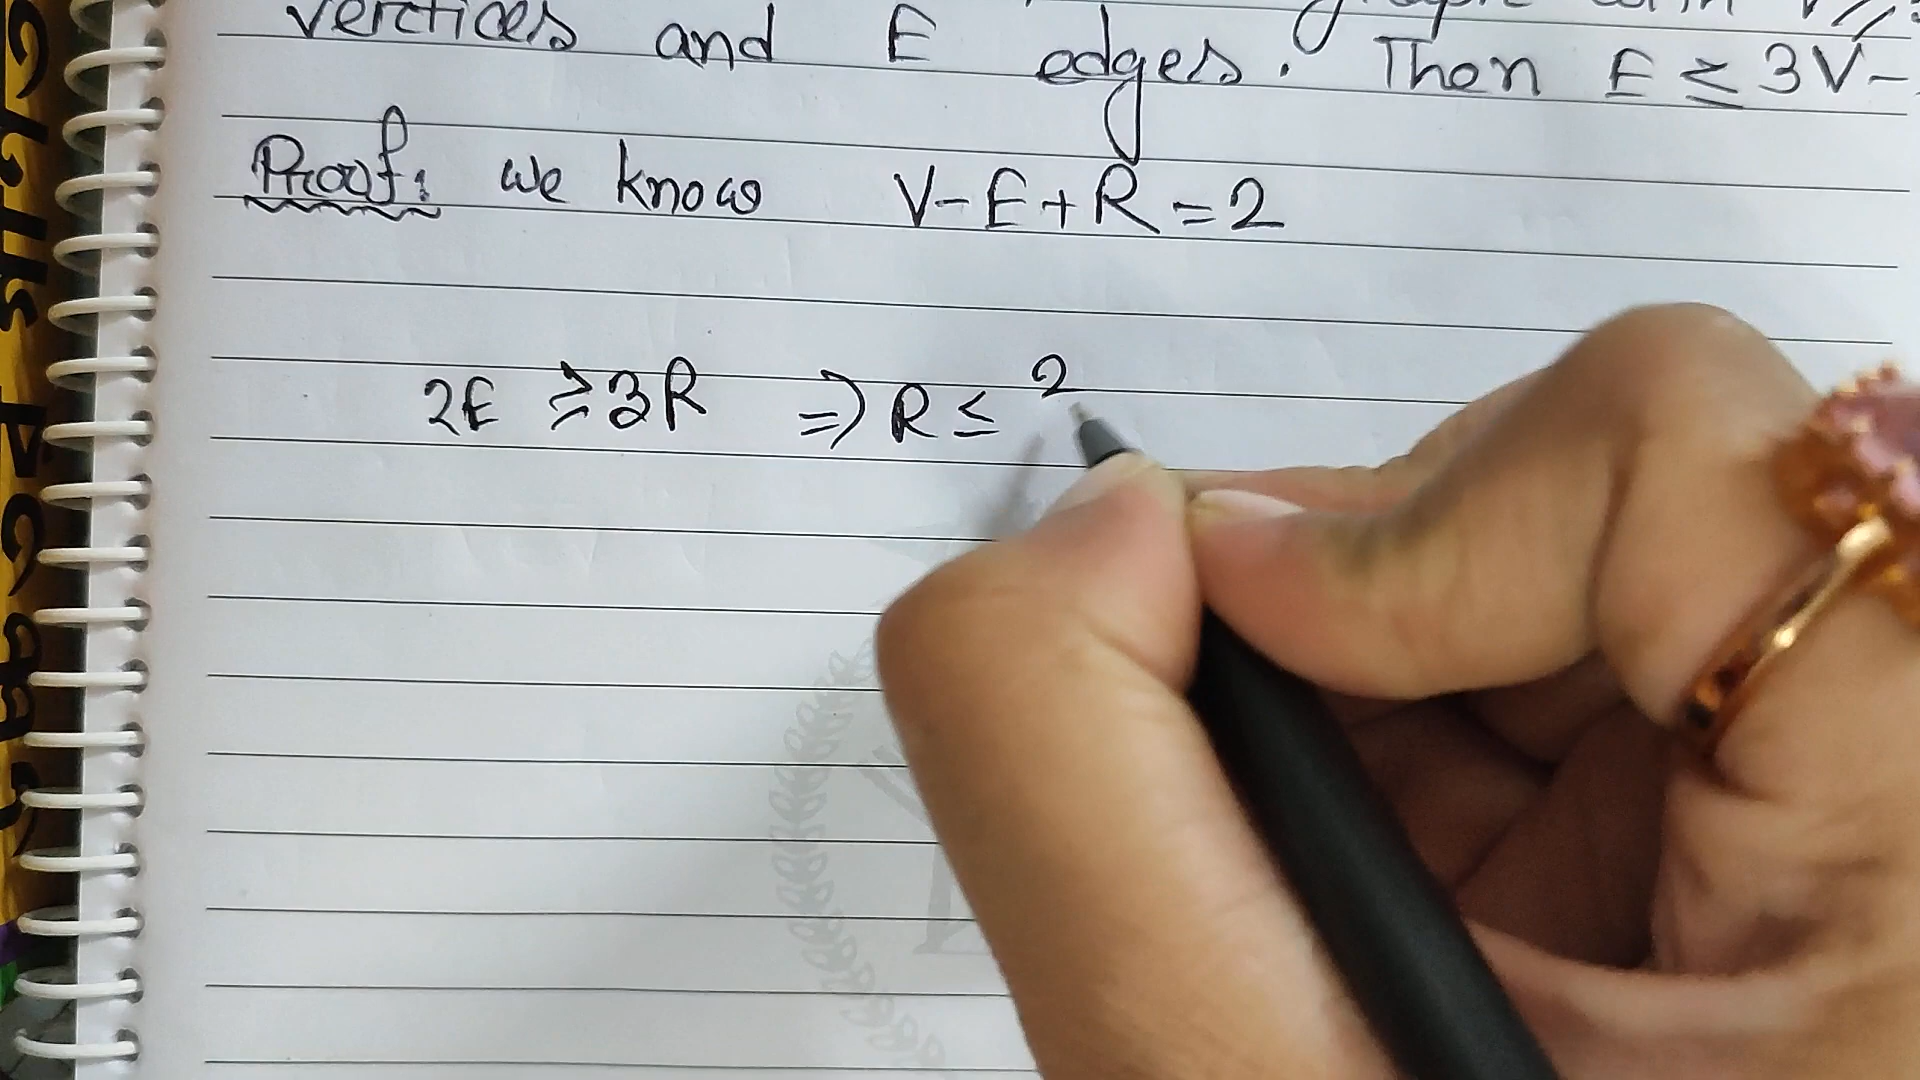 vertices and E edges. Then E ≤ 3V-
Proof: we know V-E+R=2
2E ≥ 3R ⇒ R ≤ 2